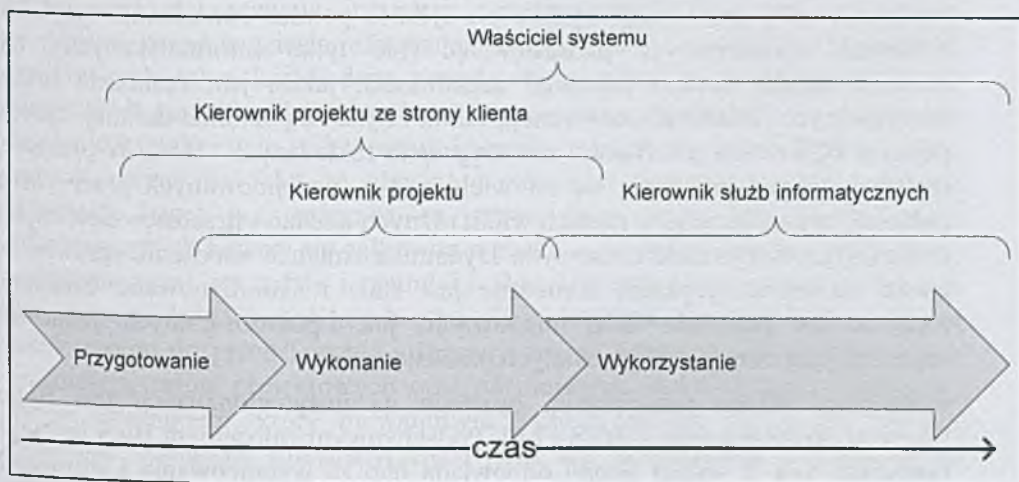 Właściciel systemu
Kierownik projektu ze strony klienta
Kierownik projektu
Kierownik służb informatycznych
Przygotowanie
Wykonanie
Wykorzystanie
czas